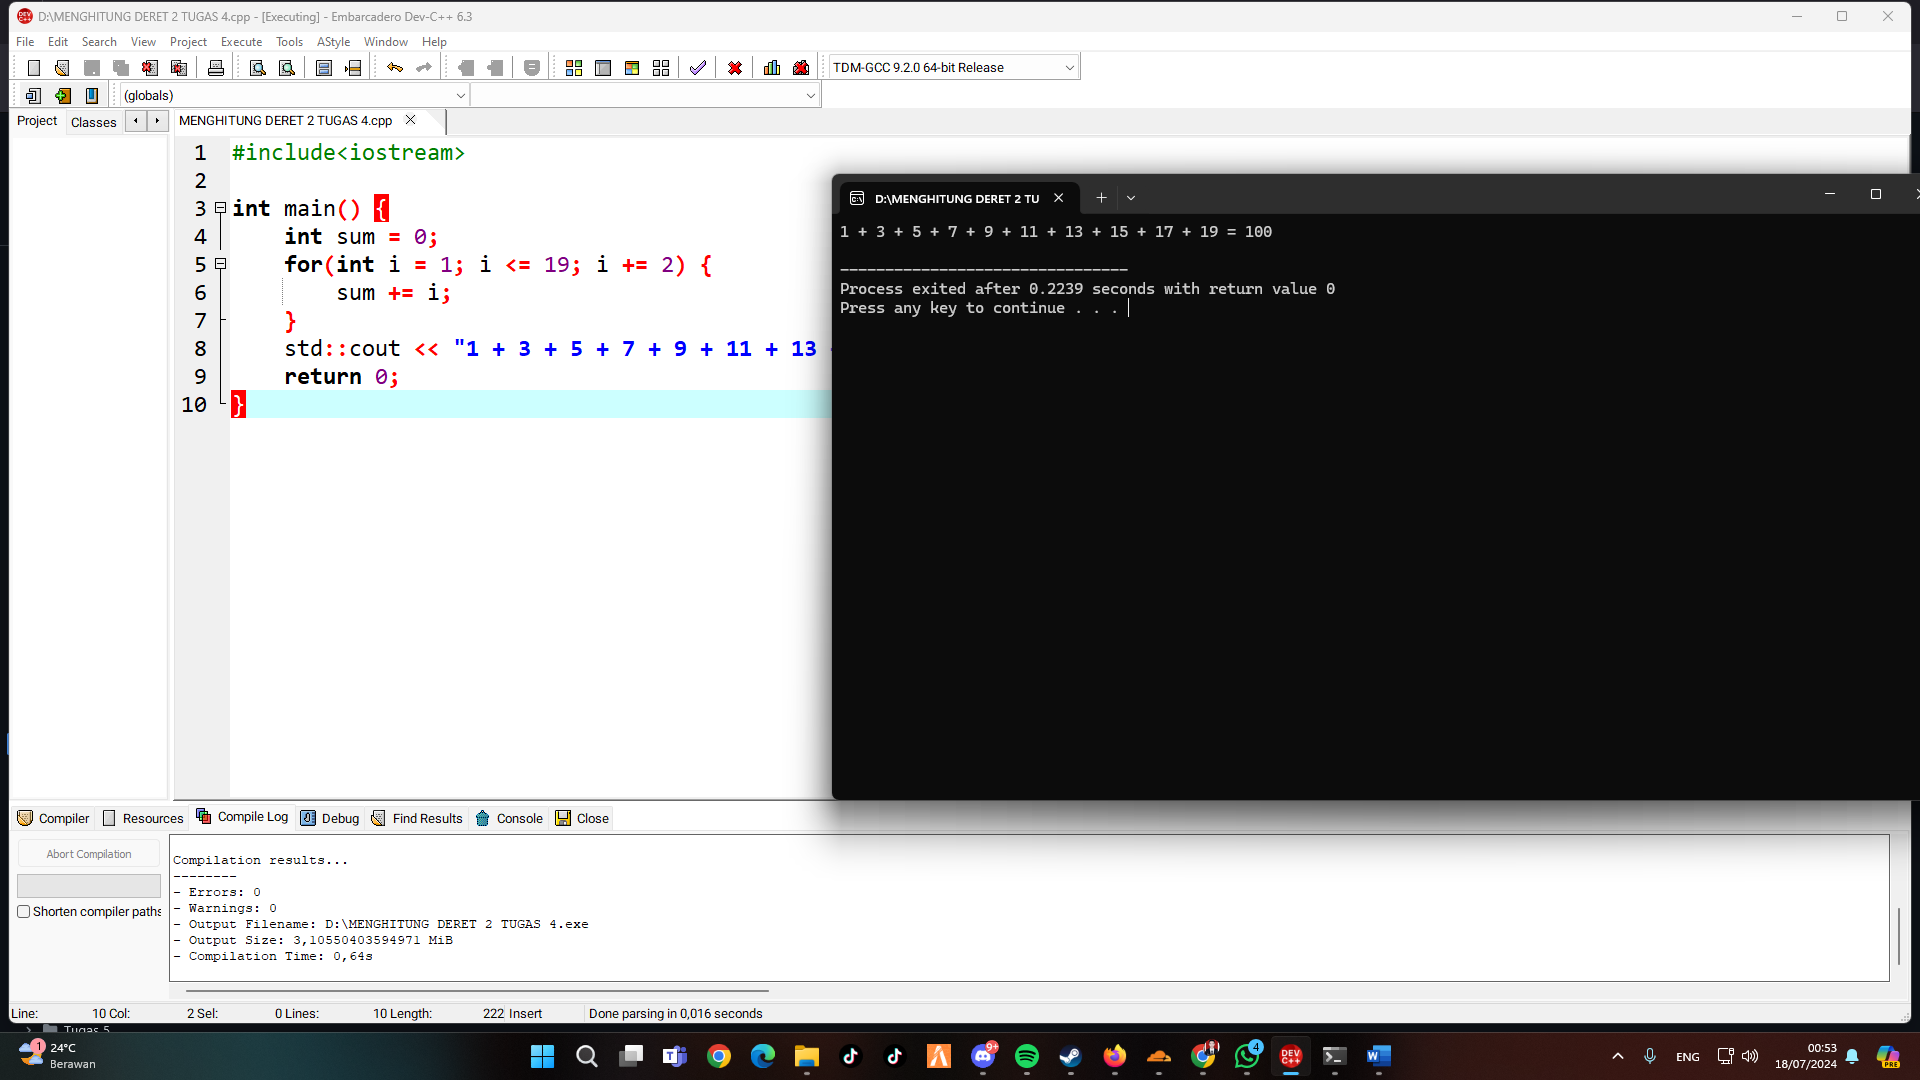 D:\MENGHITUNG DERET 2 TUGAS 4.cpp - [Executing] - Embarcadero Dev-C++ 6.3
File Edit Search View Project Execute Tools AStyle Window Help
TDM-GCC 9.2.0 64-bit Release
(globals)
Project Classes
MENGHITUNG DERET 2 TUGAS 4.cpp
1 #include<iostream>
2
3 int main() {
4 int sum = 0;
5 for(int i = 1; i <= 19; i += 2) {
6 sum += i;
7 }
8 std::cout << "1 + 3 + 5 + 7 + 9 + 11 + 13
9 return 0;
10 }
D:\MENGHITUNG DERET 2 TU
1 + 3 + 5 + 7 + 9 + 11 + 13 + 15 + 17 + 19 = 100
--------------------------------
Process exited after 0.2239 seconds with return value 0
Press any key to continue . . .
Compiler Resources Compile Log Debug Find Results Console Close
Abort Compilation
Shorten compiler paths
Compilation results...
--------
- Errors: 0
- Warnings: 0
- Output Filename: D:\MENGHITUNG DERET 2 TUGAS 4.exe
- Output Size: 3,10550403594971 MiB
- Compilation Time: 0,64s
Line: 10 Col: 2 Sel: 0 Lines: 10 Length: 222 Insert Done parsing in 0,016 seconds
Tugas 5
1
24°C
Berawan
9+
4
DEV C++
PRE
ENG
00:53
18/07/2024